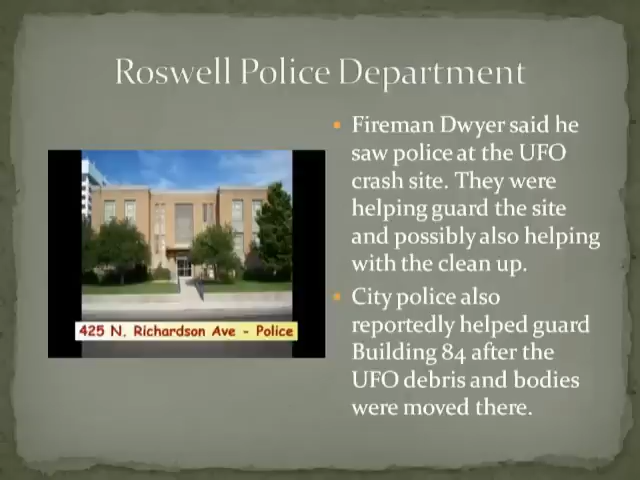 Roswell Police Department
425 N. Richardson Ave - Police
• Fireman Dwyer said he
saw police at the UFO
crash site. They were
helping guard the site
and possibly also helping
with the clean up.
• City police also
reportedly helped guard
Building 84 after the
UFO debris and bodies
were moved there.